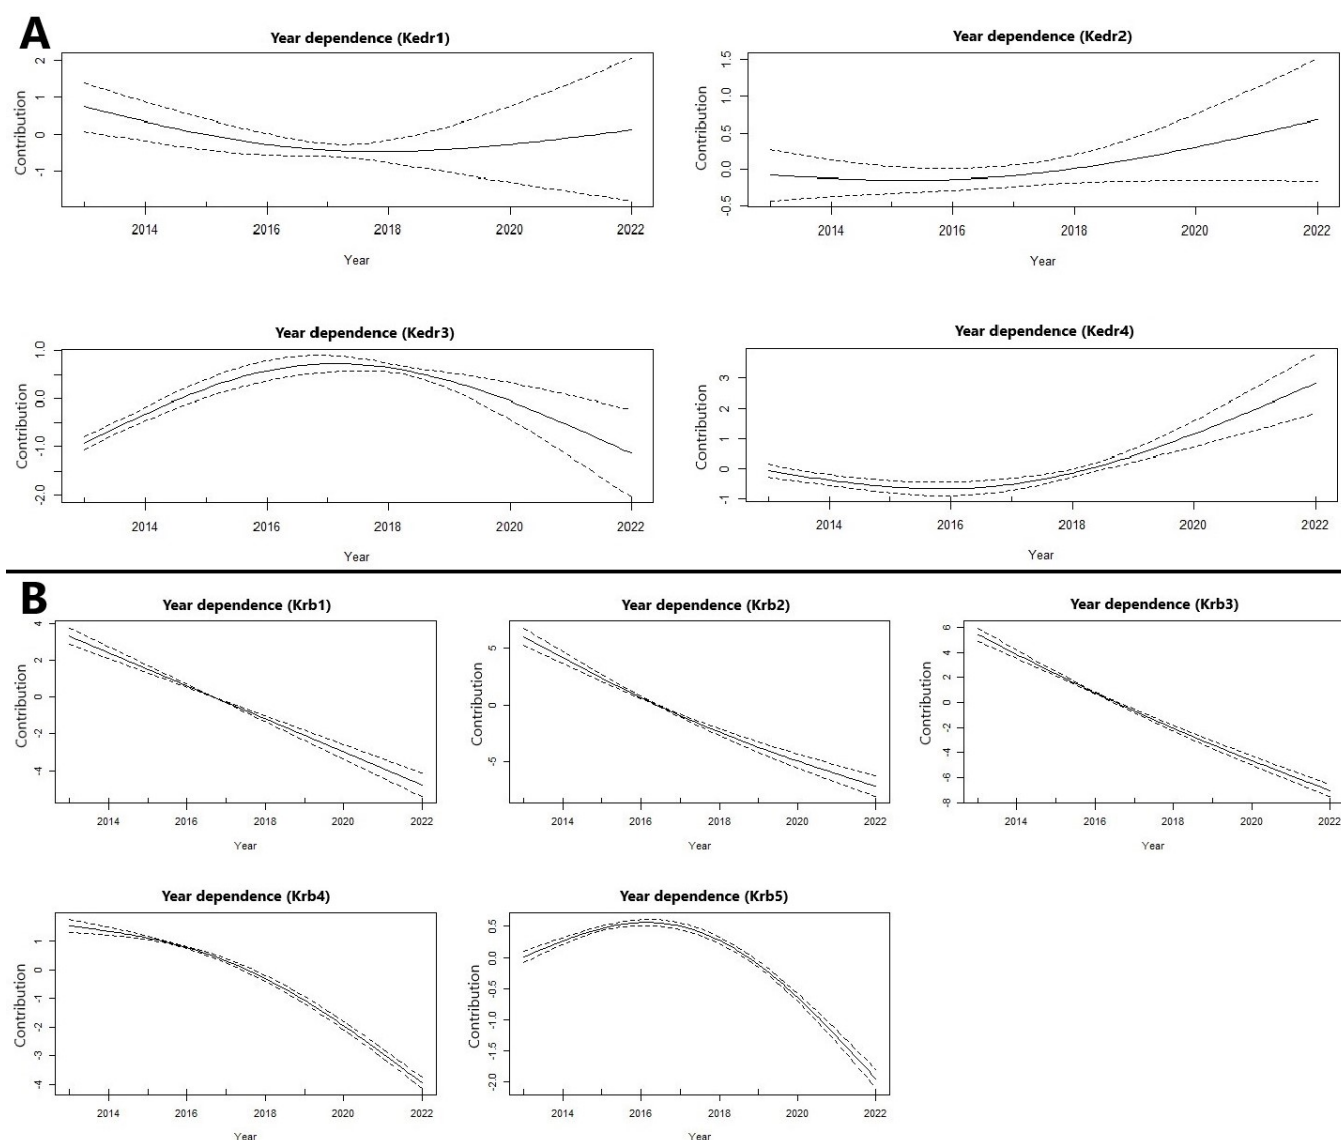 A
Year dependence (Kedr1)
Contribution
2
1
0
-1
2014 2016 2018 2020 2022
Year
Year dependence (Kedr2)
Contribution
1.5
1.0
0.5
0.0
-0.5
2014 2016 2018 2020 2022
Year
Year dependence (Kedr3)
Contribution
1.0
0.0
-1.0
-2.0
2014 2016 2018 2020 2022
Year
Year dependence (Kedr4)
Contribution
3
2
1
0
-1
2014 2016 2018 2020 2022
Year
B
Year dependence (Krb1)
Contribution
4
2
0
-2
-4
2014 2016 2018 2020 2022
Year
Year dependence (Krb2)
Contribution
5
0
-5
2014 2016 2018 2020 2022
Year
Year dependence (Krb3)
Contribution
6
4
2
0
-2
-4
-6
-8
2014 2016 2018 2020 2022
Year
Year dependence (Krb4)
Contribution
1
0
-1
-2
-3
-4
2014 2016 2018 2020 2022
Year
Year dependence (Krb5)
Contribution
0.5
0.0
-0.5
-1.0
-1.5
-2.0
2014 2016 2018 2020 2022
Year